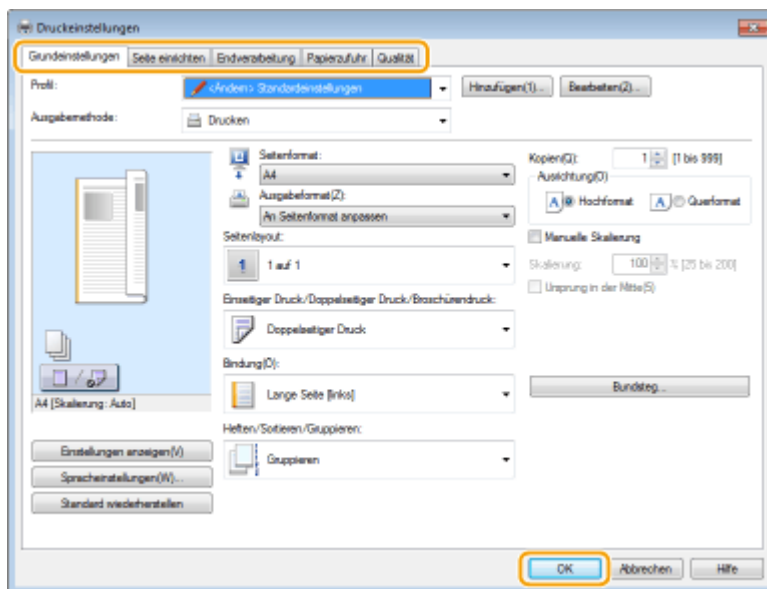 Druckeinstellungen
Grundeinstellungen Seite einrichten Endverarbeitung Papierzufuhr Qualität
Profil: <Ändern> Standardeinstellungen Hinzufügen(1)... Bearbeiten(2)...
Ausgabemethode: Drucken
Seitenformat: Kopien(Q): 1 [1 bis 999]
A4 Ausrichtung(O)
Ausgabeformat(Z): A Hochformat A Querformat
An Seitenformat anpassen
Seitenlayout: Manuelle Skalierung
1 1 auf 1 Skalierung: 100 % [25 bis 200]
Ursprung in der Mitte(S)
Einseitiger Druck/Doppelseitiger Druck/Broschürendruck:
Doppelseitiger Druck
Bindung(O):
Lange Seite [links] Bundsteg...
A4 [Skalierung: Auto]
Heften/Sortieren/Gruppieren:
Einstellungen anzeigen(V) Gruppieren
Spracheinstellungen(W)...
Standard wiederherstellen
OK Abbrechen Hilfe